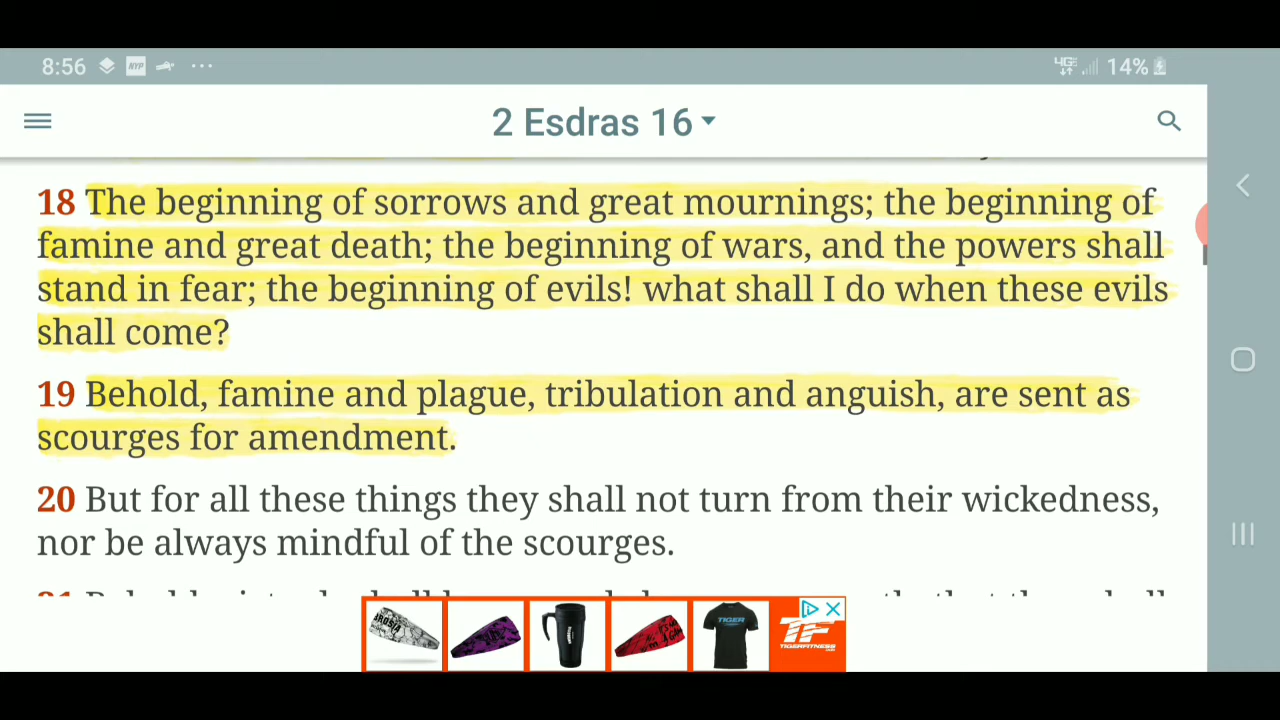 8:56 NYP ... 4GE 14%
2 Esdras 16
18 The beginning of sorrows and great mournings; the beginning of
famine and great death; the beginning of wars, and the powers shall
stand in fear; the beginning of evils! what shall I do when these evils
shall come?
19 Behold, famine and plague, tribulation and anguish, are sent as
scourges for amendment.
20 But for all these things they shall not turn from their wickedness,
nor be always mindful of the scourges.
TIGER
TF
TIGERFITNESS